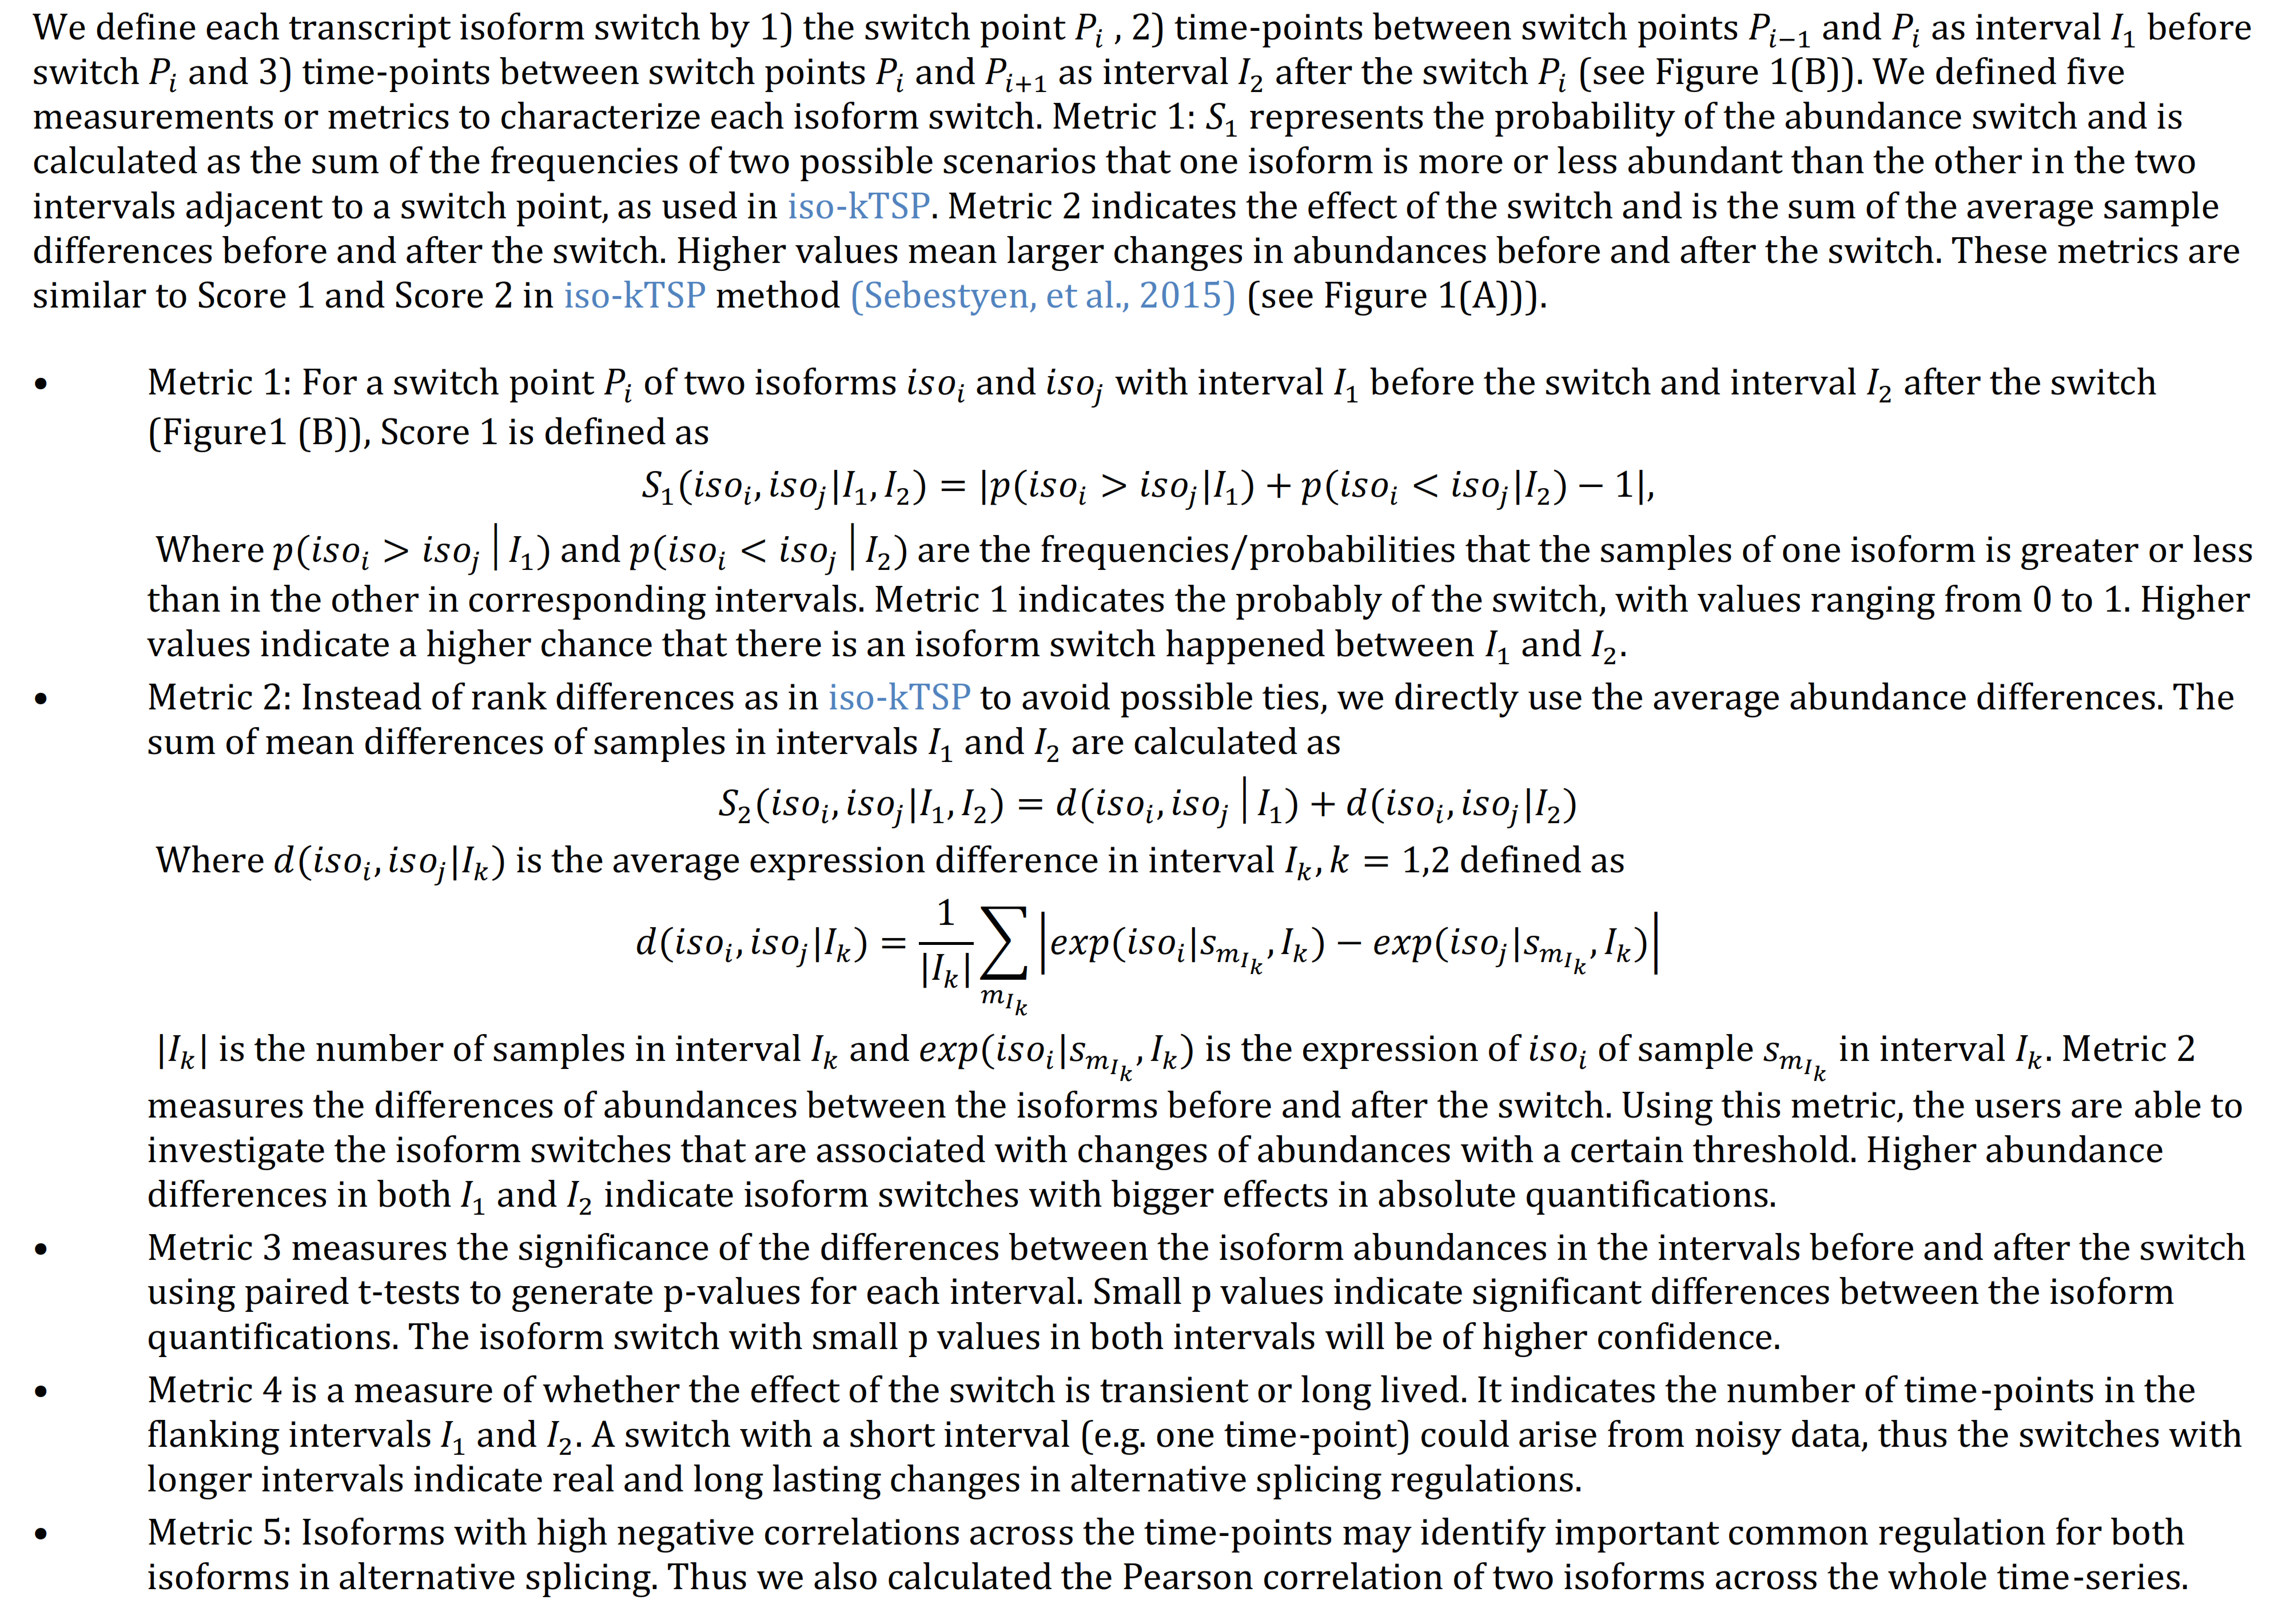 We define each transcript isoform switch by 1) the switch point P_i , 2) time-points between switch points P_{i−1} and P_i as interval I_1 before
switch P_i and 3) time-points between switch points P_i and P_{i+1} as interval I_2 after the switch P_i (see Figure 1(B)). We defined five
measurements or metrics to characterize each isoform switch. Metric 1: S_1 represents the probability of the abundance switch and is
calculated as the sum of the frequencies of two possible scenarios that one isoform is more or less abundant than the other in the two
intervals adjacent to a switch point, as used in iso-kTSP. Metric 2 indicates the effect of the switch and is the sum of the average sample
differences before and after the switch. Higher values mean larger changes in abundances before and after the switch. These metrics are
similar to Score 1 and Score 2 in iso-kTSP method (Sebestyen, et al., 2015) (see Figure 1(A))).
• Metric 1: For a switch point P_i of two isoforms iso_i and iso_j with interval I_1 before the switch and interval I_2 after the switch
(Figure1 (B)), Score 1 is defined as
S_1(iso_i, iso_j|I_1, I_2) = |p(iso_i > iso_j|I_1) + p(iso_i < iso_j|I_2) − 1|,
Where p(iso_i > iso_j | I_1) and p(iso_i < iso_j | I_2) are the frequencies/probabilities that the samples of one isoform is greater or less
than in the other in corresponding intervals. Metric 1 indicates the probably of the switch, with values ranging from 0 to 1. Higher
values indicate a higher chance that there is an isoform switch happened between I_1 and I_2.
• Metric 2: Instead of rank differences as in iso-kTSP to avoid possible ties, we directly use the average abundance differences. The
sum of mean differences of samples in intervals I_1 and I_2 are calculated as
S_2(iso_i, iso_j|I_1, I_2) = d(iso_i, iso_j | I_1) + d(iso_i, iso_j|I_2)
Where d(iso_i, iso_j|I_k) is the average expression difference in interval I_k, k = 1,2 defined as
d(iso_i, iso_j|I_k) = \frac{1}{|I_k|} ∑_{m_{I_k}} |exp(iso_i|s_{m_{I_k}}, I_k) − exp(iso_j|s_{m_{I_k}}, I_k)|
|I_k| is the number of samples in interval I_k and exp(iso_i|s_{m_{I_k}}, I_k) is the expression of iso_i of sample s_{m_{I_k}} in interval I_k. Metric 2
measures the differences of abundances between the isoforms before and after the switch. Using this metric, the users are able to
investigate the isoform switches that are associated with changes of abundances with a certain threshold. Higher abundance
differences in both I_1 and I_2 indicate isoform switches with bigger effects in absolute quantifications.
• Metric 3 measures the significance of the differences between the isoform abundances in the intervals before and after the switch
using paired t-tests to generate p-values for each interval. Small p values indicate significant differences between the isoform
quantifications. The isoform switch with small p values in both intervals will be of higher confidence.
• Metric 4 is a measure of whether the effect of the switch is transient or long lived. It indicates the number of time-points in the
flanking intervals I_1 and I_2. A switch with a short interval (e.g. one time-point) could arise from noisy data, thus the switches with
longer intervals indicate real and long lasting changes in alternative splicing regulations.
• Metric 5: Isoforms with high negative correlations across the time-points may identify important common regulation for both
isoforms in alternative splicing. Thus we also calculated the Pearson correlation of two isoforms across the whole time-series.